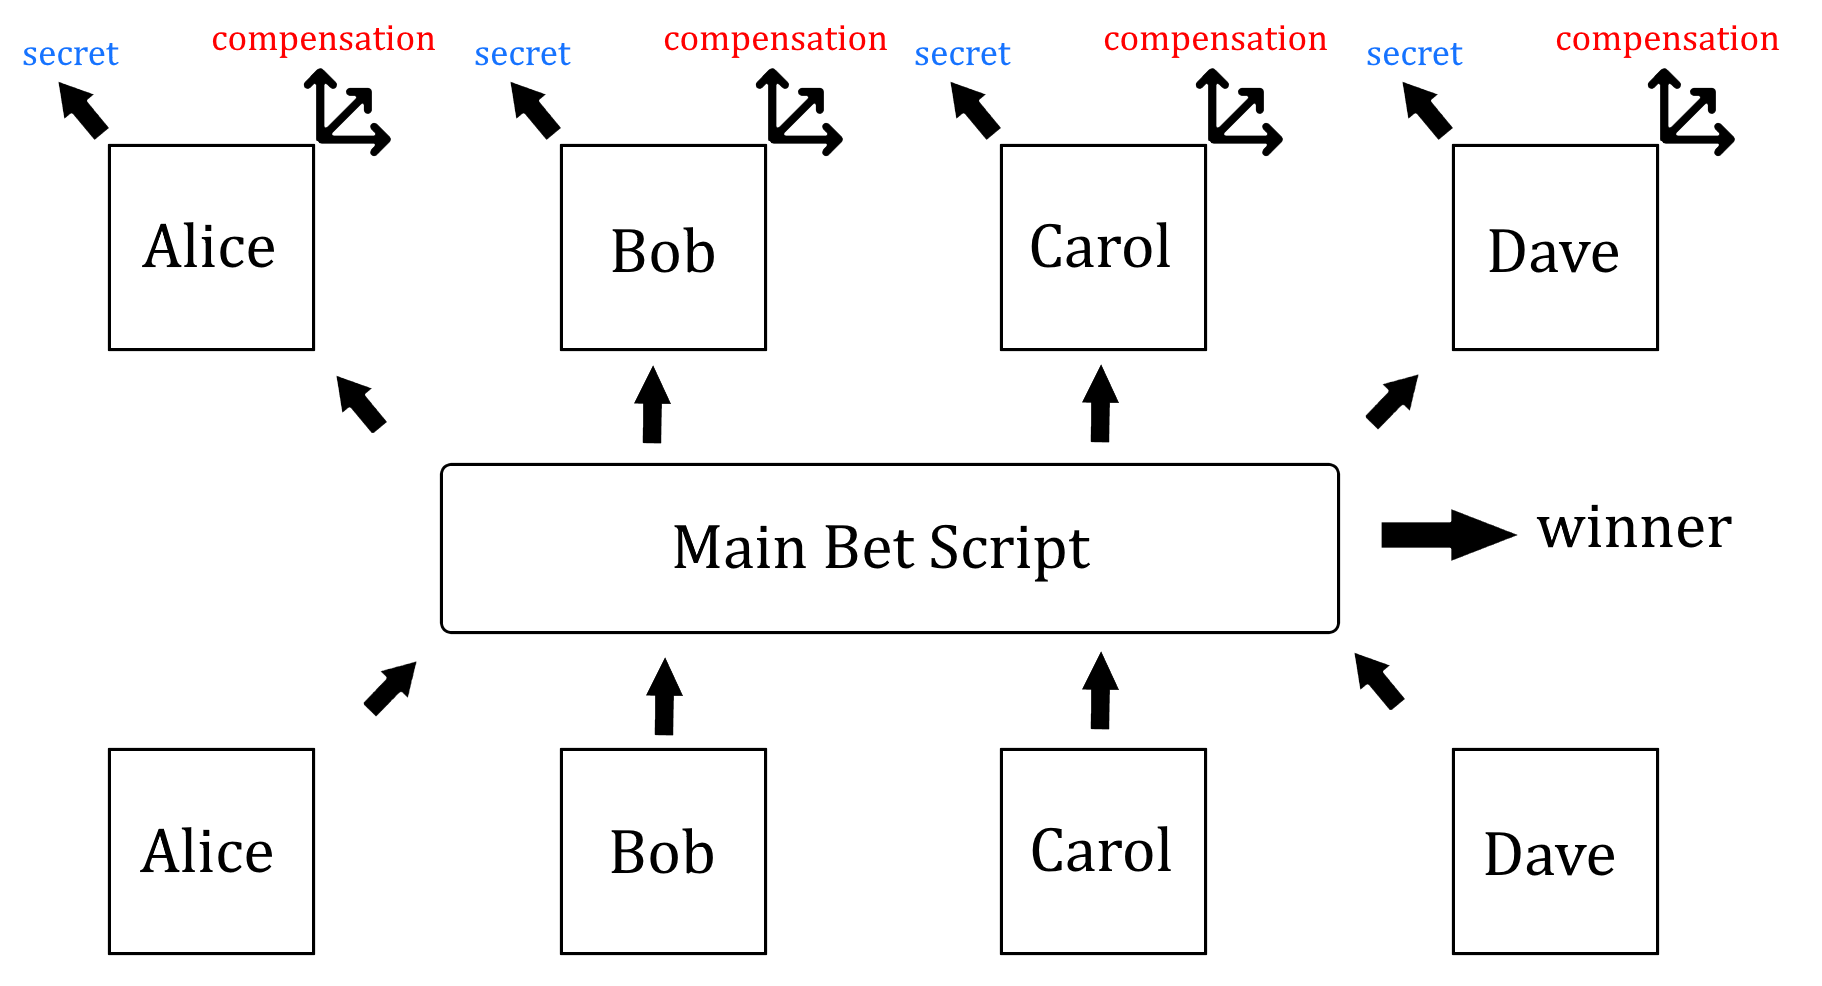 secret
compensation
secret
compensation
secret
compensation
secret
compensation
Alice
Bob
Carol
Dave
Main Bet Script
winner
Alice
Bob
Carol
Dave